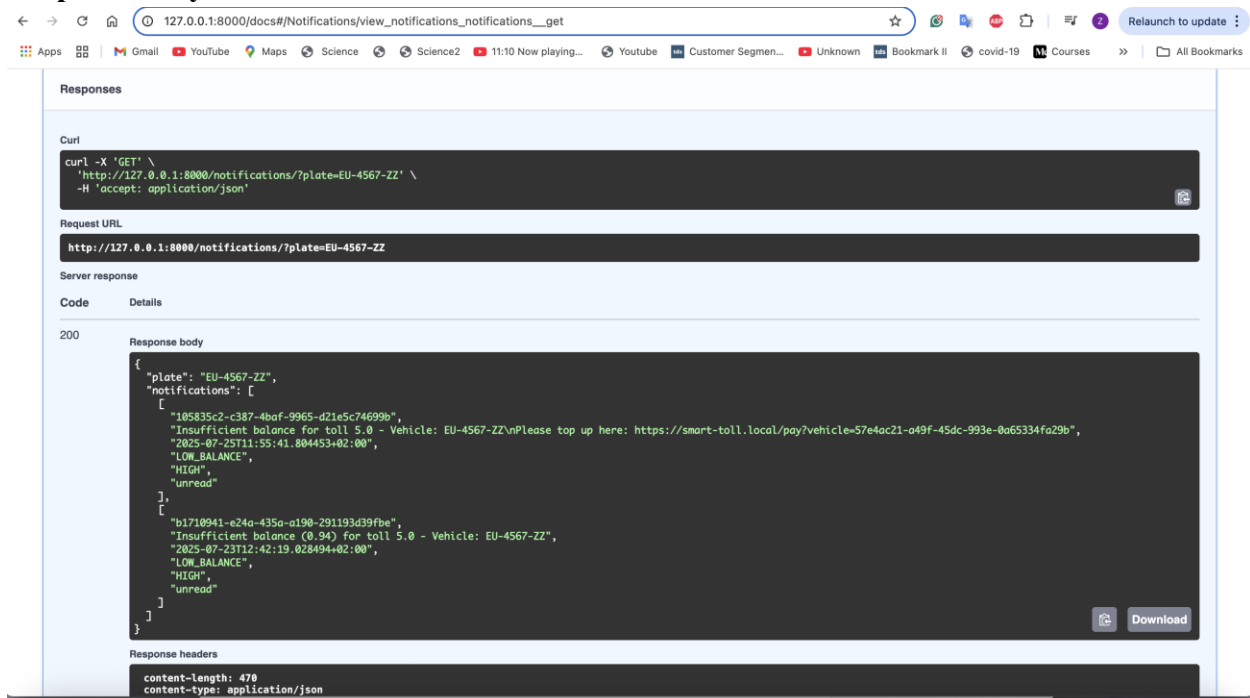 127.0.0.1:8000/docs#/Notifications/view_notifications_notifications__get
Z
Relaunch to update
Apps
Gmail
YouTube
Maps
Science
Science2
11:10 Now playing...
Youtube
Customer Segmen...
Unknown
Bookmark II
covid-19
Courses
»
All Bookmarks
Responses
Curl
curl -X 'GET' \
'http://127.0.0.1:8000/notifications/?plate=EU-4567-ZZ' \
-H 'accept: application/json'
Request URL
http://127.0.0.1:8000/notifications/?plate=EU-4567-ZZ
Server response
Code Details
200
Response body
{
"plate": "EU-4567-ZZ",
"notifications": [
[
"105835c2-c387-4baf-9965-d21e5c74699b",
"Insufficient balance for toll 5.0 - Vehicle: EU-4567-ZZ\nPlease top up here: https://smart-toll.local/pay?vehicle=57e4ac21-a49f-45dc-993e-0a65334fa29b",
"2025-07-25T11:55:41.804453+02:00",
"LOW_BALANCE",
"HIGH",
"unread"
],
[
"b1710941-e24a-435a-a190-291193d39fbe",
"Insufficient balance (0.94) for toll 5.0 - Vehicle: EU-4567-ZZ",
"2025-07-23T12:42:19.028494+02:00",
"LOW_BALANCE",
"HIGH",
"unread"
]
]
}
Download
Response headers
content-length: 470
content-type: application/json